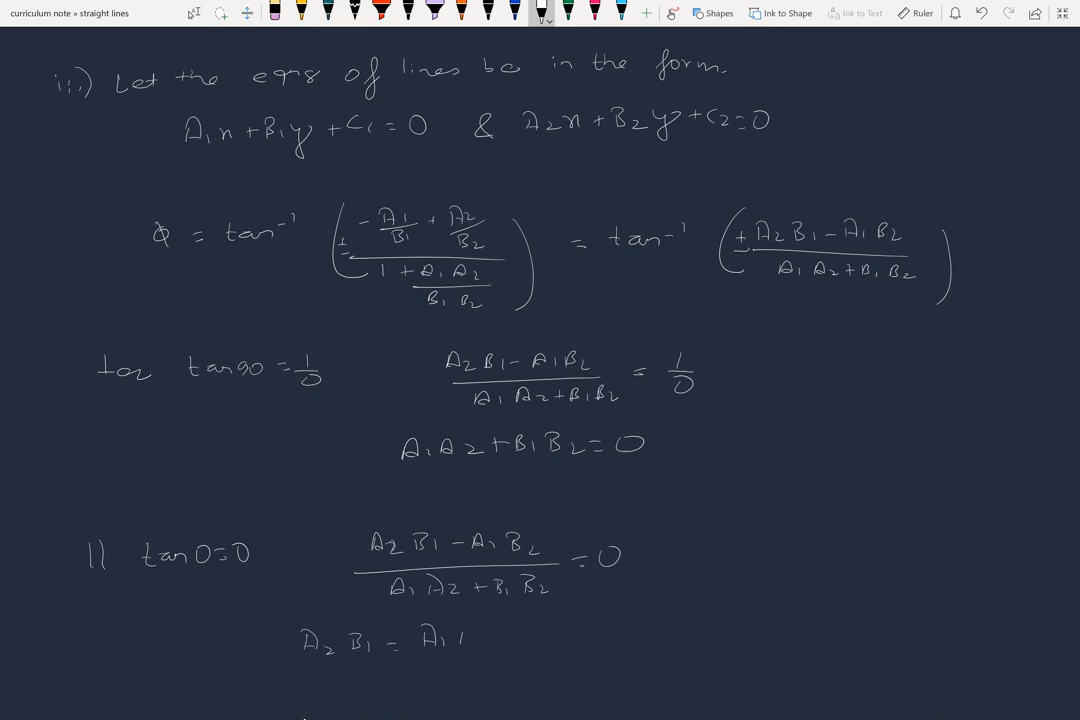 curriculum note » straight lines
Shapes Ink to Shape Ink to Text Ruler
iii) Let the eqns of lines be in the form.
A₁x + B₁y + C₁ = 0 & A₂x + B₂y + C₂ = 0
φ = tan⁻¹ (± (-A₁/B₁ + A₂/B₂) / (1 + A₁A₂/B₁B₂)) = tan⁻¹ (± (A₂B₁ - A₁B₂) / (A₁A₂ + B₁B₂))
⊥or tan90 = 1/0 (A₂B₁ - A₁B₂) / (A₁A₂ + B₁B₂) = 1/0
A₁A₂ + B₁B₂ = 0
|| tan0 = 0 (A₂B₁ - A₁B₂) / (A₁A₂ + B₁B₂) = 0
A₂B₁ = A₁